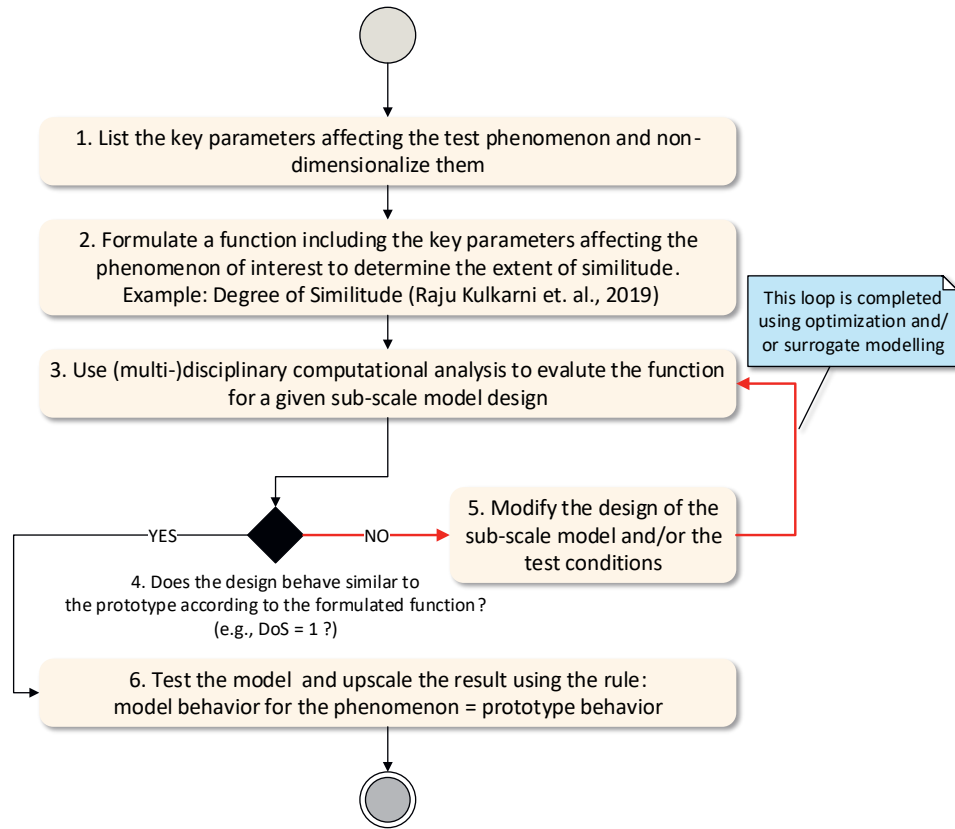 1. List the key parameters affecting the test phenomenon and non-
dimensionalize them
2. Formulate a function including the key parameters affecting the
phenomenon of interest to determine the extent of similitude.
Example: Degree of Similitude (Raju Kulkarni et. al., 2019)
This loop is completed
using optimization and/
or surrogate modelling
3. Use (multi-)disciplinary computational analysis to evalute the function
for a given sub-scale model design
YES
NO
5. Modify the design of the
sub-scale model and/or the
test conditions
4. Does the design behave similar to
the prototype according to the formulated function?
(e.g., DoS = 1 ?)
6. Test the model and upscale the result using the rule:
model behavior for the phenomenon = prototype behavior